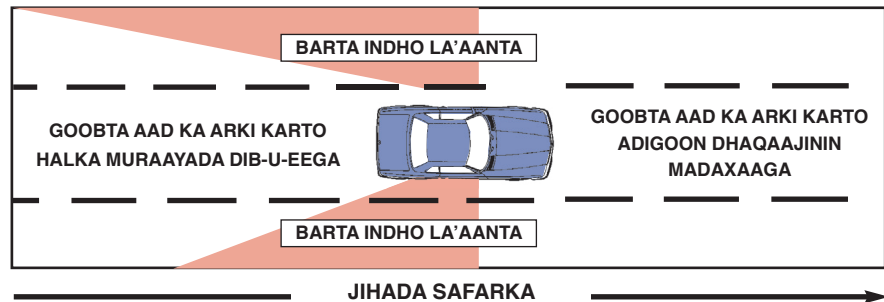 BARTA INDHO LA'AANTA
GOOBTA AAD KA ARKI KARTO
HALKA MURAAYADA DIB-U-EEGA
GOOBTA AAD KA ARKI KARTO
ADIGOON DHAQAAJININ
MADAXAAGA
BARTA INDHO LA'AANTA
JIHADA SAFARKA